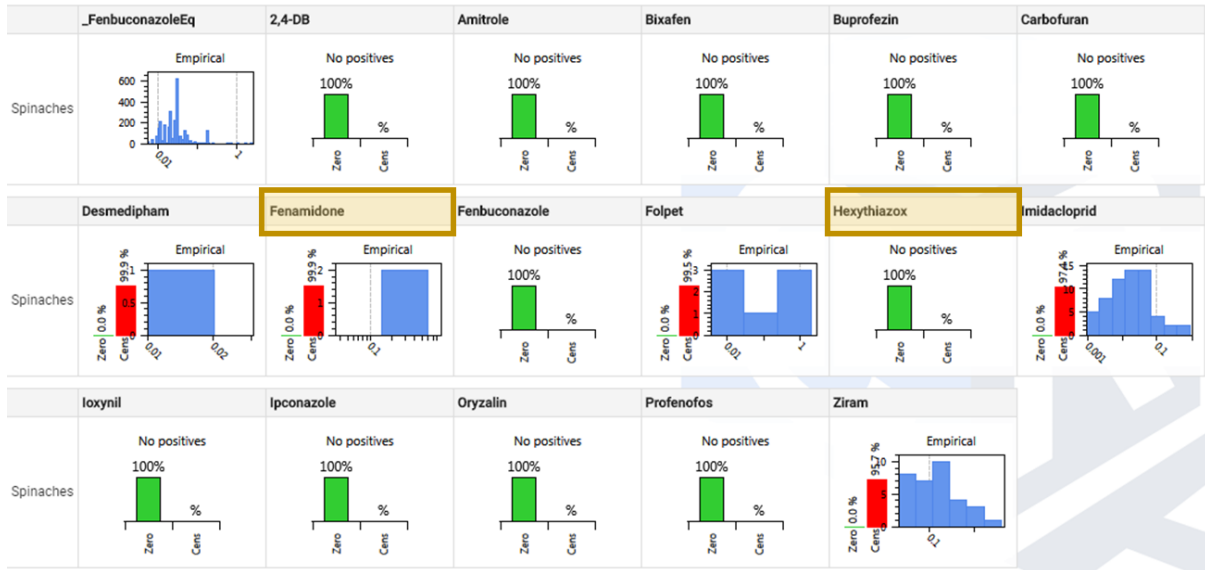 _FenbuconazoleEq 2,4-DB Amitrole Bixafen Buprofezin Carbofuran
Spinaches
Empirical
600
400
200
0
0.01 1
No positives
100%
%
Zero Cens
No positives
100%
%
Zero Cens
No positives
100%
%
Zero Cens
No positives
100%
%
Zero Cens
No positives
100%
%
Zero Cens
Desmedipham Fenamidone Fenbuconazole Folpet Hexythiazox Imidacloprid
Spinaches
Zero 0.0 %
Cens 99.9 %
Empirical
1
0.5
0
0.01 0.02
Zero 0.0 %
Cens 99.9 %
Empirical
2
1
0
0.1
No positives
100%
%
Zero Cens
Zero 0.0 %
Cens 99.5 %
Empirical
3
2
1
0
0.01 1
No positives
100%
%
Zero Cens
Zero 0.0 %
Cens 97.4 %
Empirical
15
10
5
0
0.001 0.1
Ioxynil Ipconazole Oryzalin Profenofos Ziram
Spinaches
No positives
100%
%
Zero Cens
No positives
100%
%
Zero Cens
No positives
100%
%
Zero Cens
No positives
100%
%
Zero Cens
Zero 0.0 %
Cens 95.7 %
Empirical
10
5
0
0.1